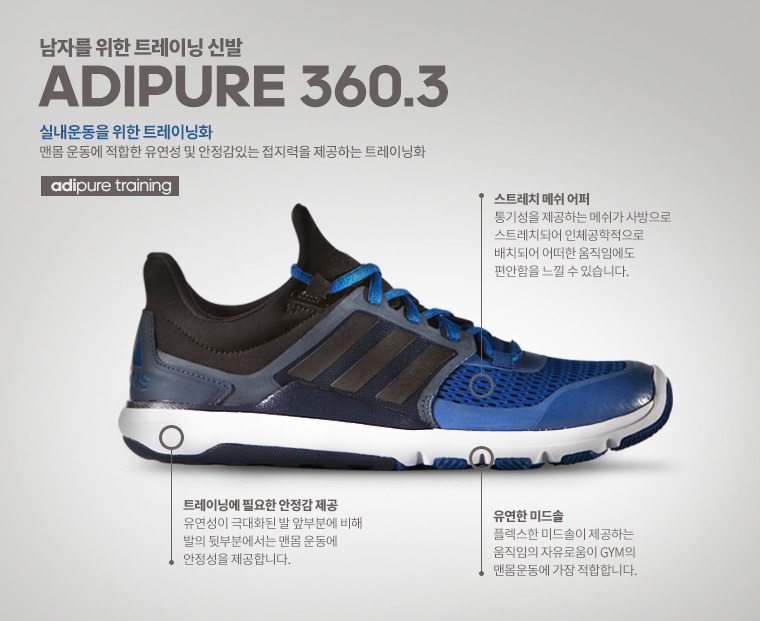 남자를 위한 트레이닝 신발
ADIPURE 360.3
실내운동을 위한 트레이닝화
맨몸 운동에 적합한 유연성 및 안정감있는 접지력을 제공하는 트레이닝화
adipure training
스트레치 메쉬 어퍼
통기성을 제공하는 메쉬가 사방으로
스트레치되어 인체공학적으로
배치되어 어떠한 움직임에도
편안함을 느낄 수 있습니다.
트레이닝에 필요한 안정감 제공
유연성이 극대화된 발 앞부분에 비해
발의 뒷부분에서는 맨몸 운동에
안정성을 제공합니다.
유연한 미드솔
플렉스한 미드솔이 제공하는
움직임의 자유로움이 GYM의
맨몸운동에 가장 적합합니다.